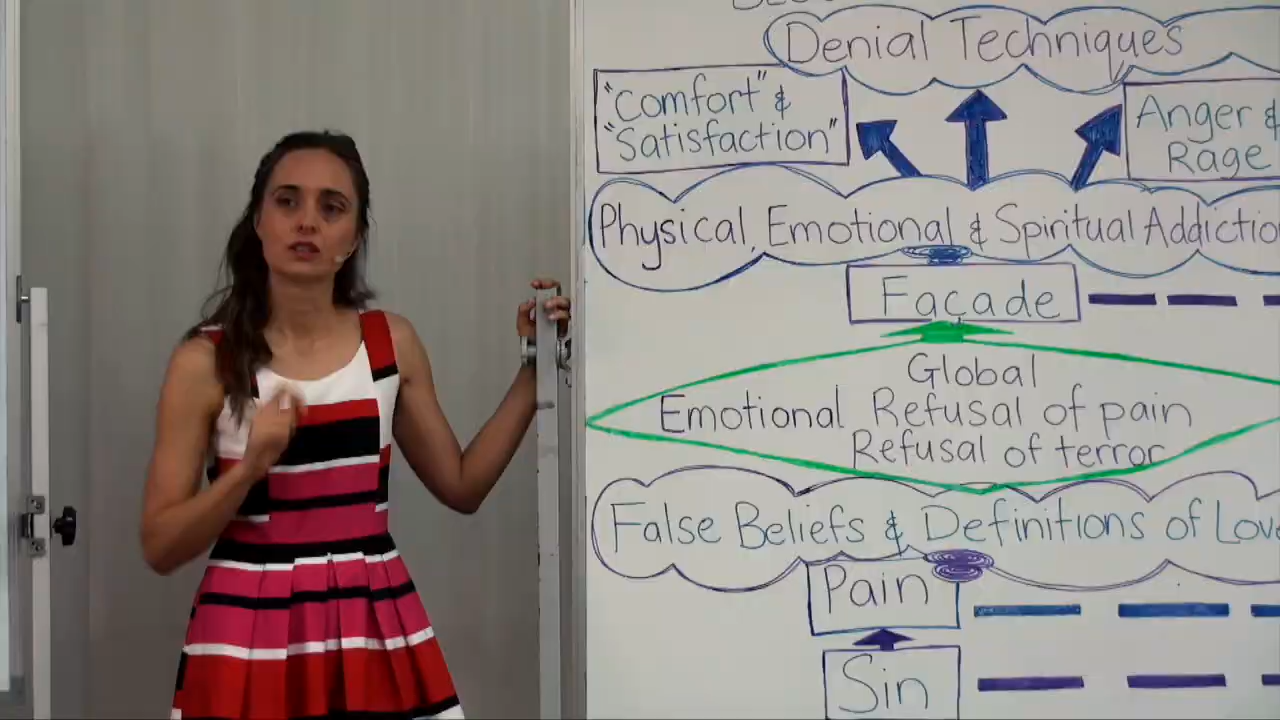 Denial Techniques
"Comfort" &
"Satisfaction"
Anger &
Rage
Physical, Emotional & Spiritual Addictio
Façade
Global
Emotional Refusal of pain
Refusal of terror
False Beliefs & Definitions of Lov
Pain
Sin